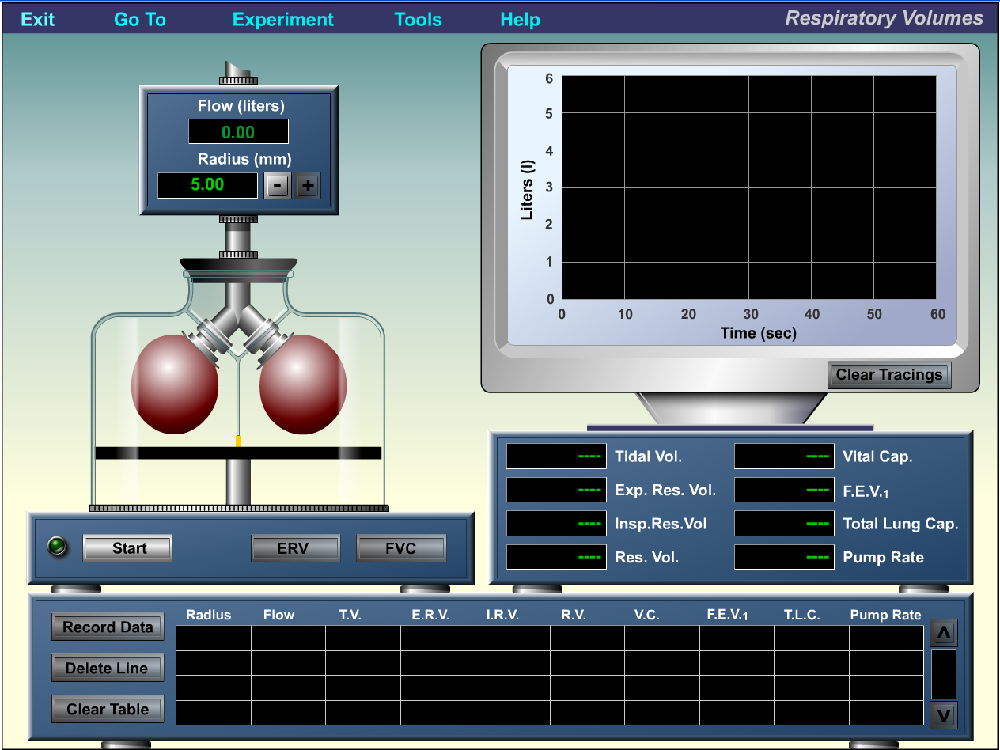 Exit Go To Experiment Tools Help Respiratory Volumes
Flow (liters)
0.00
Radius (mm)
5.00 - +
6
5
4
3
2
1
0
Liters (l)
0 10 20 30 40 50 60
Time (sec)
Clear Tracings
---- Tidal Vol. ---- Vital Cap.
---- Exp. Res. Vol. ---- F.E.V.1
---- Insp.Res.Vol ---- Total Lung Cap.
---- Res. Vol. ---- Pump Rate
Start ERV FVC
Radius Flow T.V. E.R.V. I.R.V. R.V. V.C. F.E.V.1 T.L.C. Pump Rate
Record Data
Delete Line
Clear Table